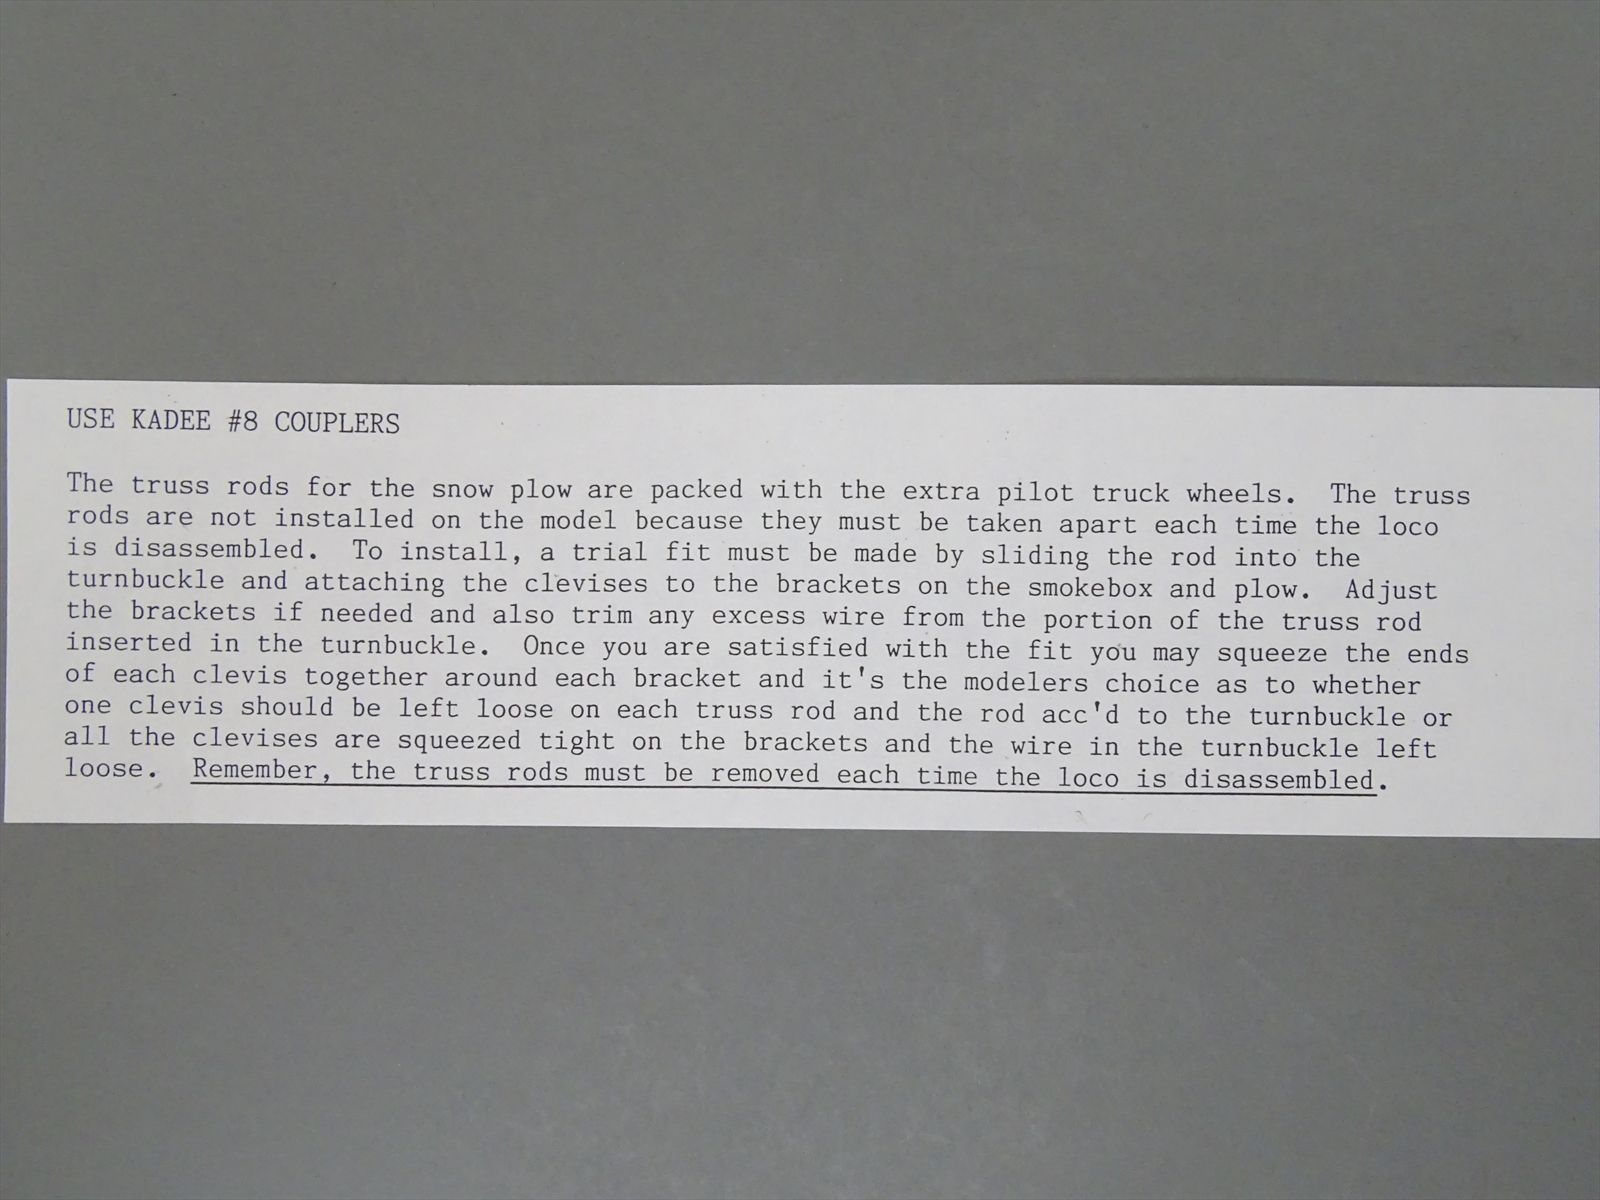 USE KADEE #8 COUPLERS
The truss rods for the snow plow are packed with the extra pilot truck wheels. The truss
rods are not installed on the model because they must be taken apart each time the loco
is disassembled. To install, a trial fit must be made by sliding the rod into the
turnbuckle and attaching the clevises to the brackets on the smokebox and plow. Adjust
the brackets if needed and also trim any excess wire from the portion of the truss rod
inserted in the turnbuckle. Once you are satisfied with the fit you may squeeze the ends
of each clevis together around each bracket and it's the modelers choice as to whether
one clevis should be left loose on each truss rod and the rod acc'd to the turnbuckle or
all the clevises are squeezed tight on the brackets and the wire in the turnbuckle left
loose. Remember, the truss rods must be removed each time the loco is disassembled.